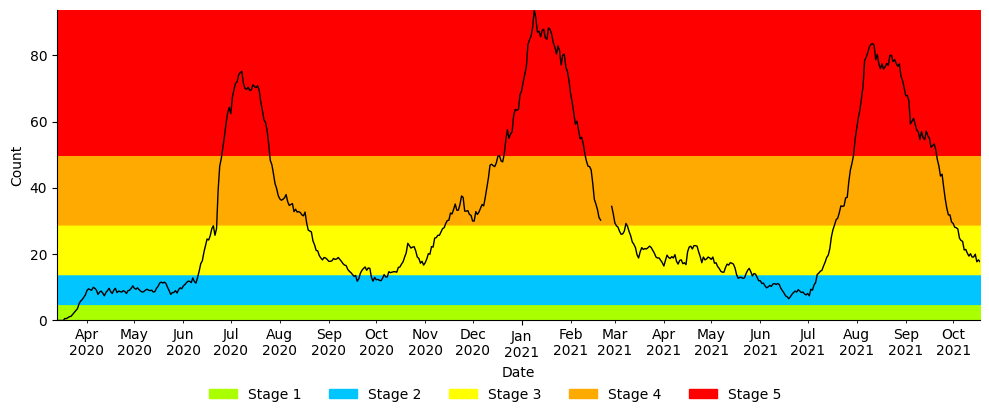 Count
80
60
40
20
0
Apr May Jun Jul Aug Sep Oct Nov Dec Jan Feb Mar Apr May Jun Jul Aug Sep Oct
2020 2020 2020 2020 2020 2020 2020 2020 2020 2021 2021 2021 2021 2021 2021 2021 2021 2021 2021
Date
Stage 1 Stage 2 Stage 3 Stage 4 Stage 5